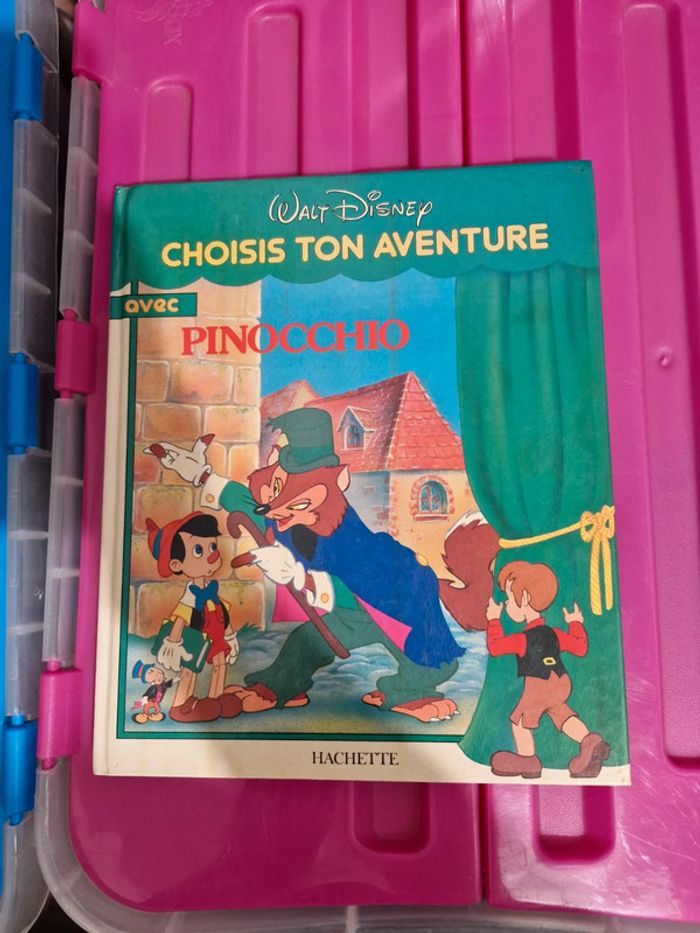 WALT DISNEY
CHOISIS TON AVENTURE
avec
PINOCCHIO
HACHETTE